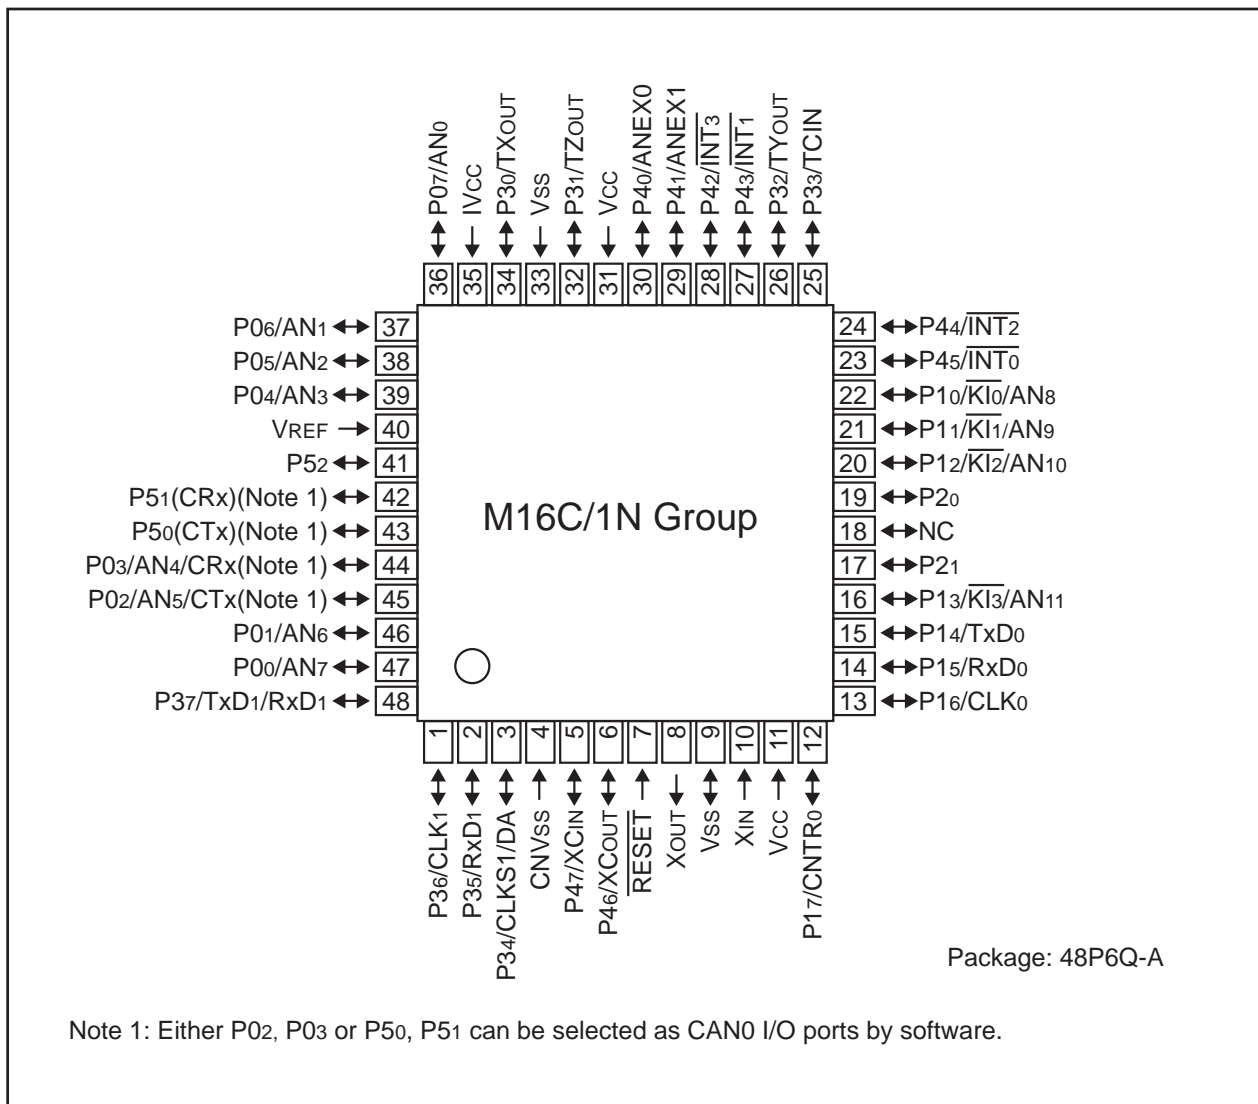 P07/AN0
IVCC
P30/TXOUT
VSS
P31/TZOUT
VCC
P40/ANEX0
P41/ANEX1
P42/INT3
P43/INT1
P32/TYOUT
P33/TCIN
36
35
34
33
32
31
30
29
28
27
26
25
P06/AN1 37
P05/AN2 38
P04/AN3 39
VREF 40
P52 41
P51(CRx)(Note 1) 42
P50(CTx)(Note 1) 43
P03/AN4/CRx(Note 1) 44
P02/AN5/CTx(Note 1) 45
P01/AN6 46
P00/AN7 47
P37/TxD1/RxD1 48
M16C/1N Group
24 P44/INT2
23 P45/INT0
22 P10/KI0/AN8
21 P11/KI1/AN9
20 P12/KI2/AN10
19 P20
18 NC
17 P21
16 P13/KI3/AN11
15 P14/TxD0
14 P15/RxD0
13 P16/CLK0
1
2
3
4
5
6
7
8
9
10
11
12
P36/CLK1
P35/RxD1
P34/CLKS1/DA
CNVSS
P47/XCIN
P46/XCOUT
RESET
XOUT
VSS
XIN
VCC
P17/CNTR0
Package: 48P6Q-A
Note 1: Either P02, P03 or P50, P51 can be selected as CAN0 I/O ports by software.